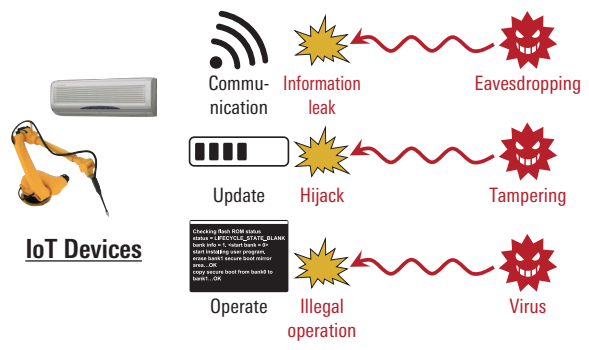 Commu-
nication
Information
leak
Eavesdropping
Update
Hijack
Tampering
IoT Devices
Checking flash ROM status
status = LIFECYCLE_STATE_BLANK
bank info = 1, <start bank = 0>
start installing user program,
erase bank1 secure boot mirror
area...OK
copy secure boot from bank0 to
bank1...OK
Operate
Illegal
operation
Virus